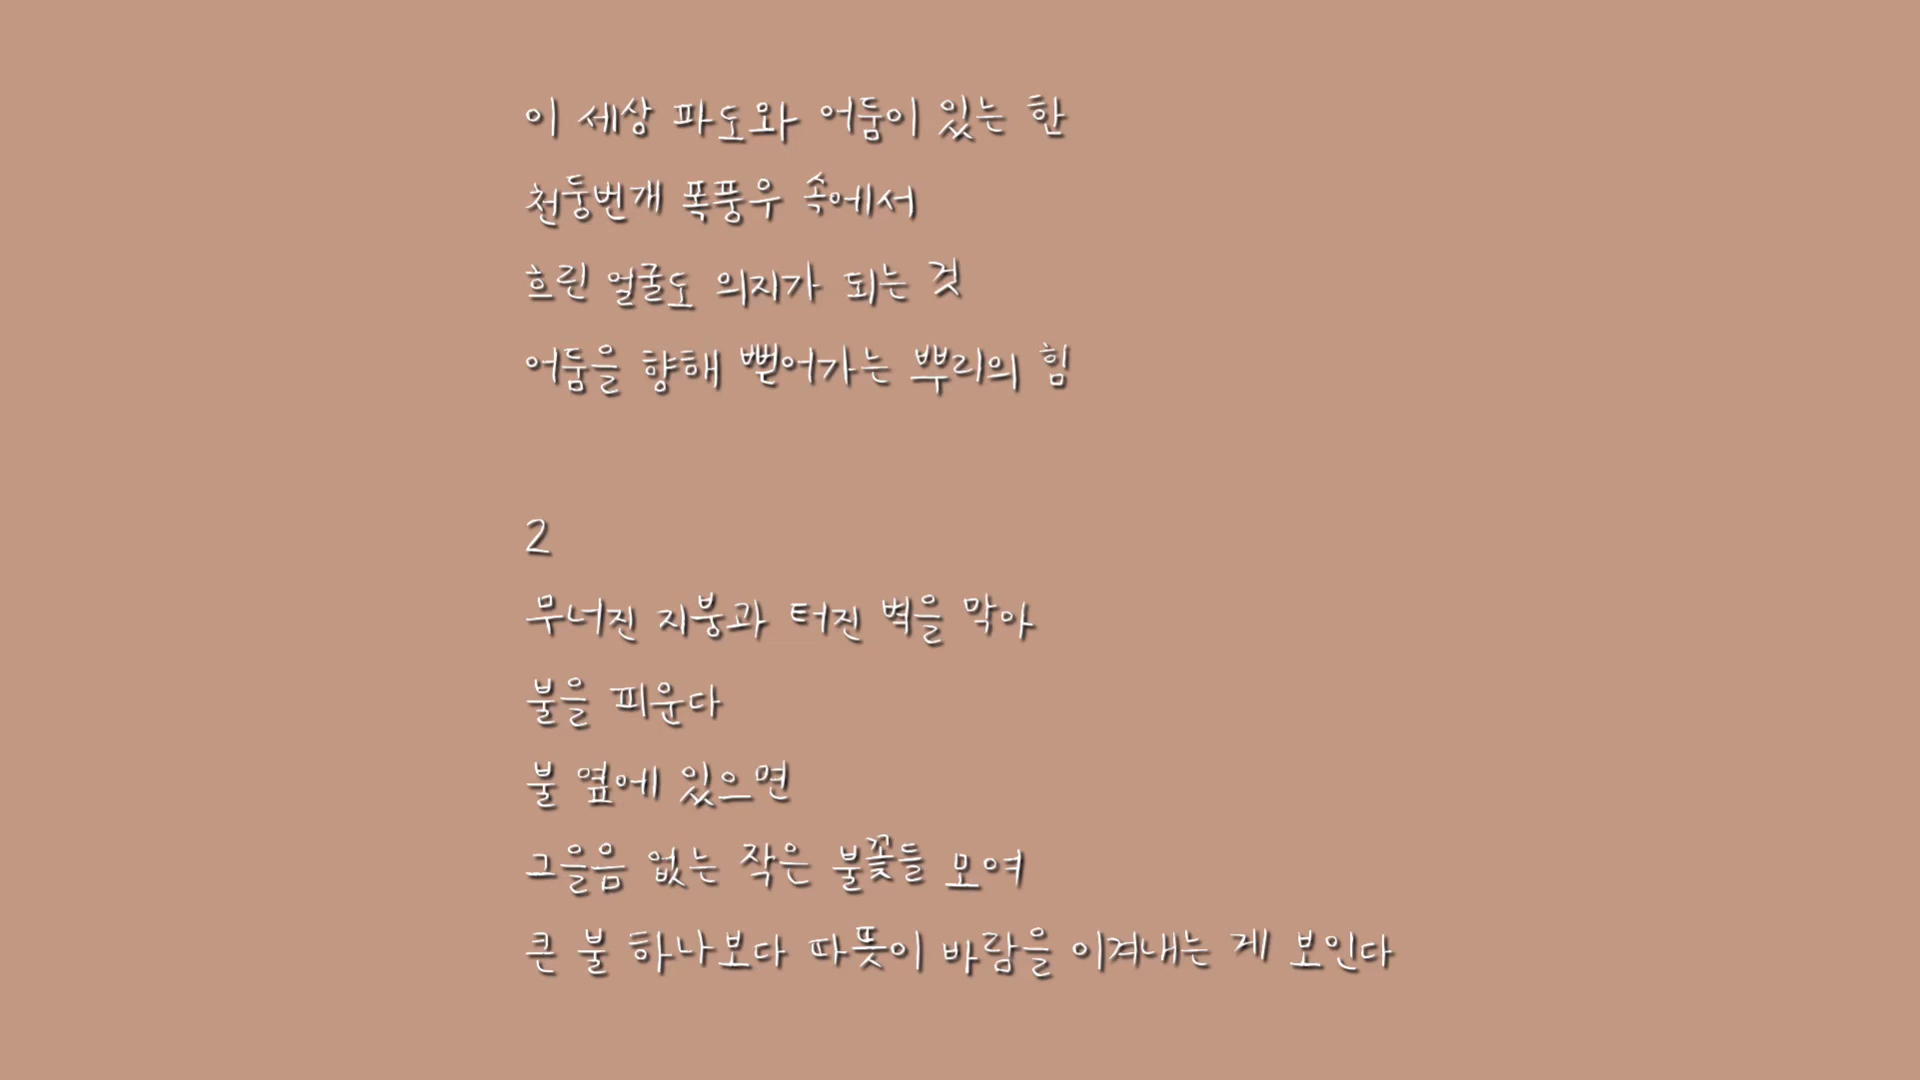 이 세상 파도와 어둠이 있는 한
천둥번개 폭풍우 속에서
흐린 얼굴도 의지가 되는 것
어둠을 향해 뻗어가는 뿌리의 힘
2
무너진 지붕과 터진 벽을 막아
불을 피운다
불 옆에 있으면
그을음 없는 작은 불꽃들 모여
큰 불 하나보다 따뜻이 바람을 이겨내는 게 보인다